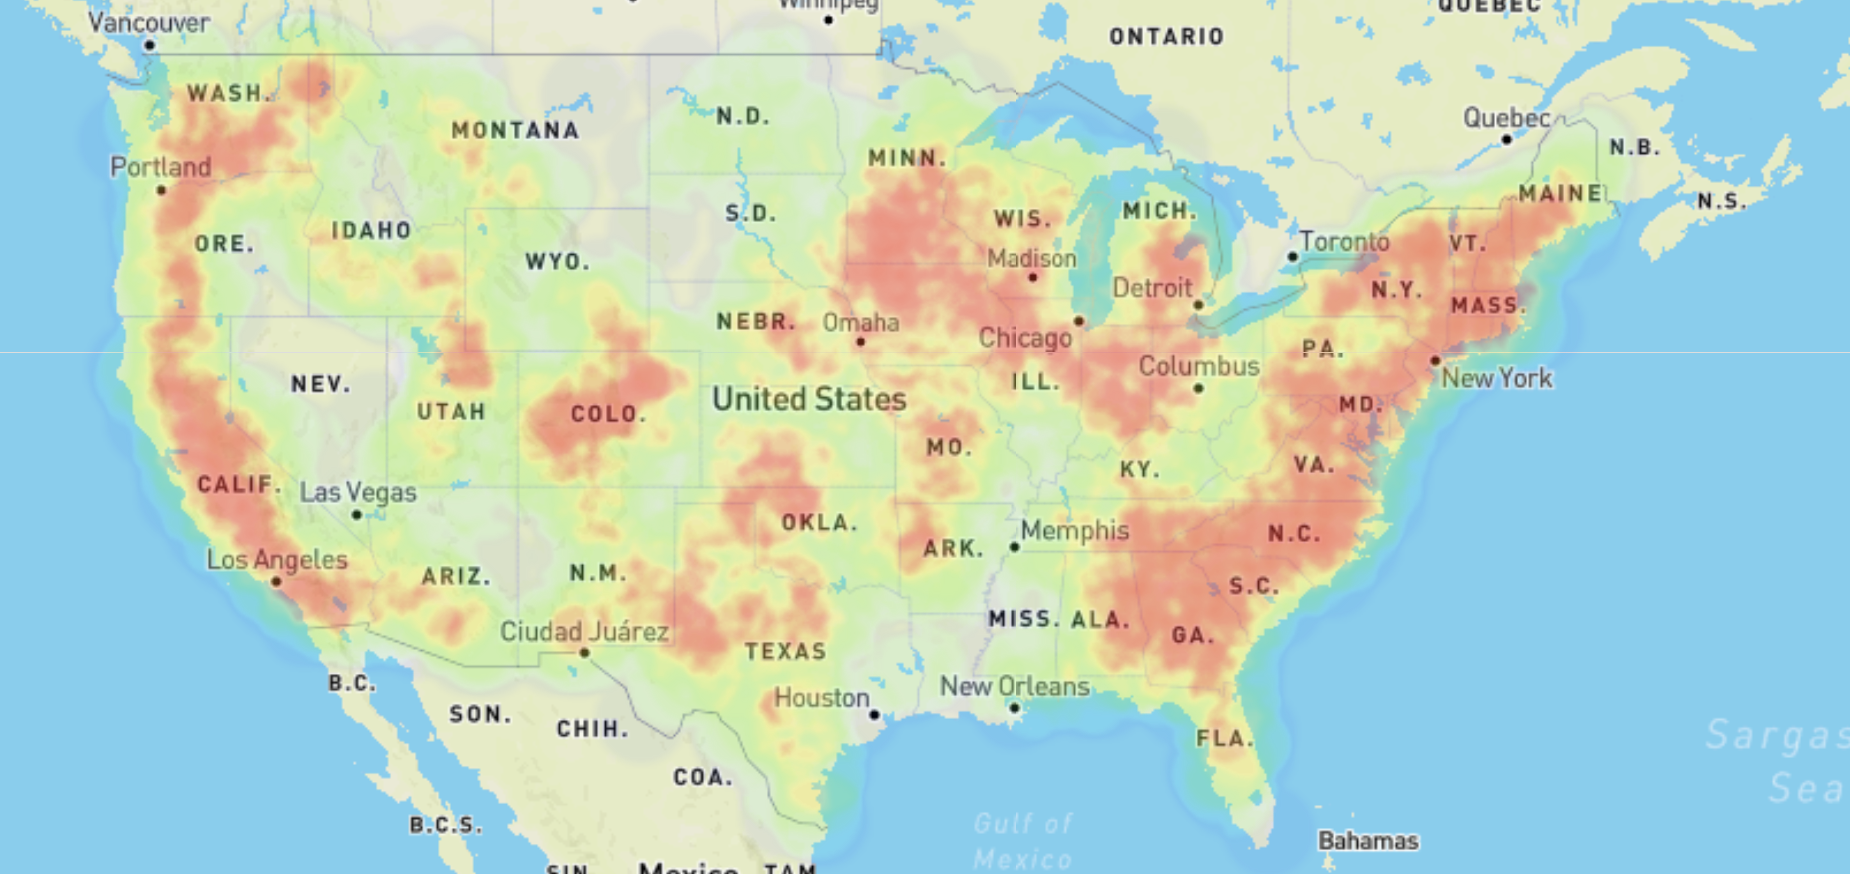 QUEBEC
Winnipeg
Vancouver
ONTARIO
WASH.
N.D.
Quebec
MONTANA
N.B.
MINN.
Portland
MAINE
N.S.
S.D.
MICH.
WIS.
IDAHO
ORE.
Toronto
VT.
WYO.
Madison
Detroit
N.Y.
MASS.
NEBR.
Omaha
Chicago
PA.
Columbus
New York
NEV.
ILL.
United States
UTAH
COLO.
MD.
MO.
VA.
KY.
CALIF.
Las Vegas
OKLA.
Memphis
N.C.
ARK.
Los Angeles
ARIZ.
N.M.
S.C.
MISS.
ALA.
Ciudad Juárez
GA.
TEXAS
B.C.
New Orleans
Houston
SON.
CHIH.
FLA.
Sargas
Sea
COA.
B.C.S.
Gulf of
Mexico
Bahamas
SIN.
Mexico
TAM.